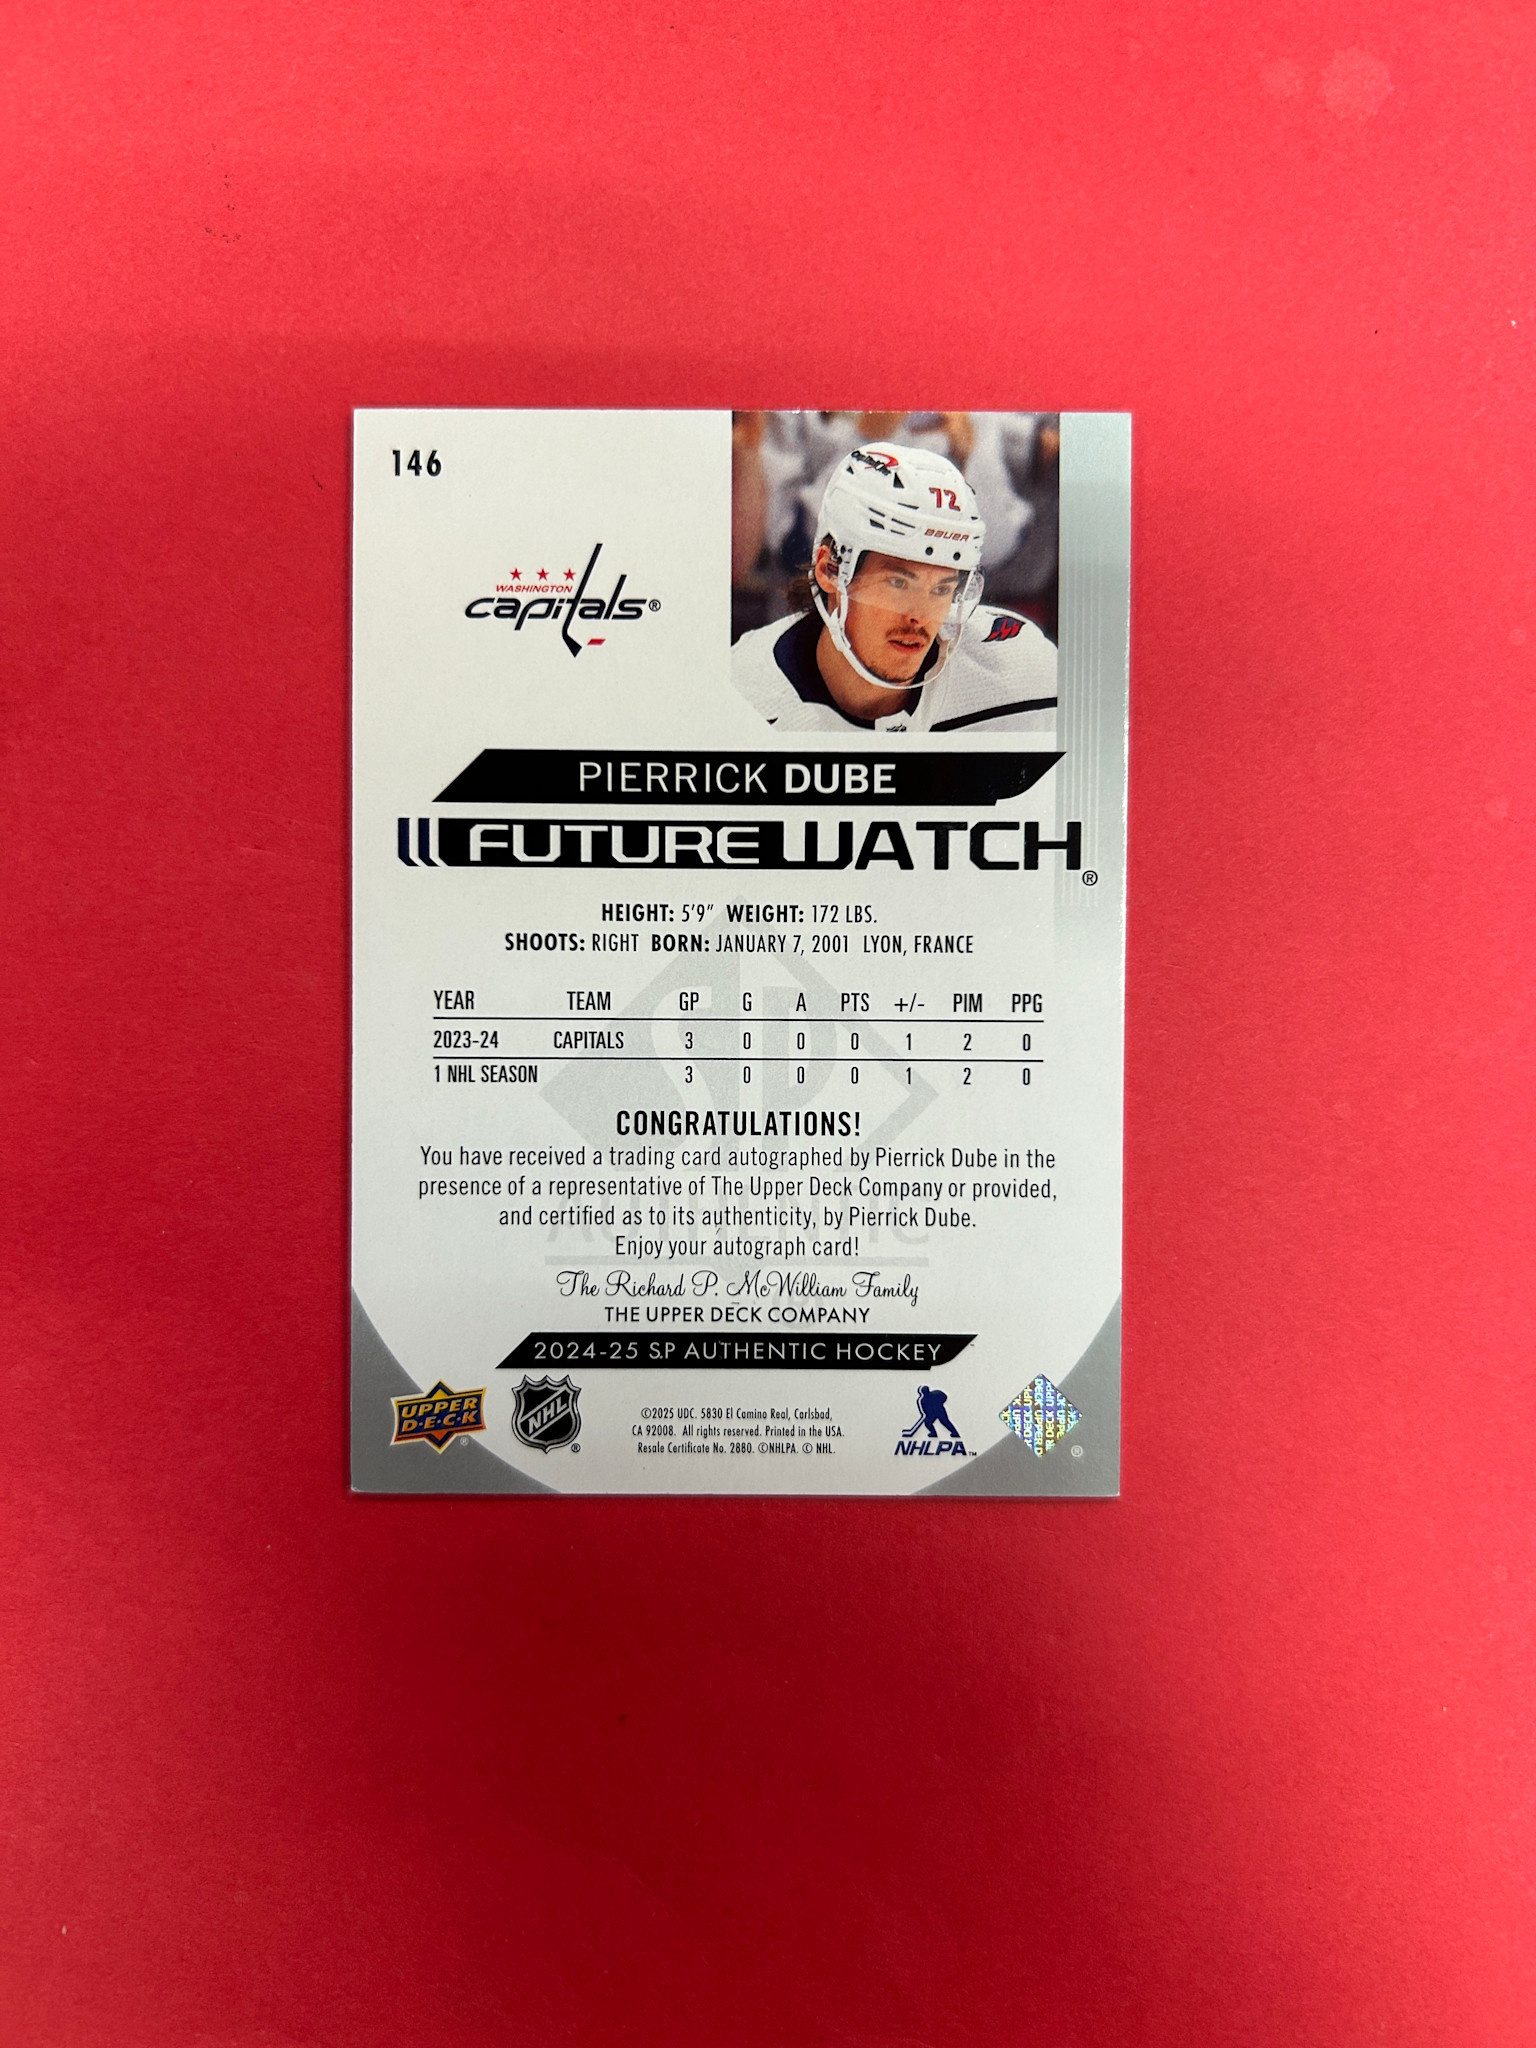 146
72
BAUER
WASHINGTON
capitals®
PIERRICK DUBE
FUTURE WATCH®
HEIGHT: 5'9" WEIGHT: 172 LBS.
SHOOTS: RIGHT BORN: JANUARY 7, 2001 LYON, FRANCE
YEAR TEAM GP G A PTS +/- PIM PPG
2023-24 CAPITALS 3 0 0 0 1 2 0
1 NHL SEASON 3 0 0 0 1 2 0
CONGRATULATIONS!
You have received a trading card autographed by Pierrick Dube in the
presence of a representative of The Upper Deck Company or provided,
and certified as to its authenticity, by Pierrick Dube.
Enjoy your autograph card!
The Richard P. McWilliam Family
THE UPPER DECK COMPANY
SP
AUTHENTIC
2024-25 SP AUTHENTIC HOCKEY
UPPER
D·E·C·K®
NHL®
©2025 UDC. 5830 El Camino Real, Carlsbad,
CA 92008. All rights reserved. Printed in the USA.
Resale Certificate No. 2880. ©NHLPA. © NHL.
NHLPA™
®